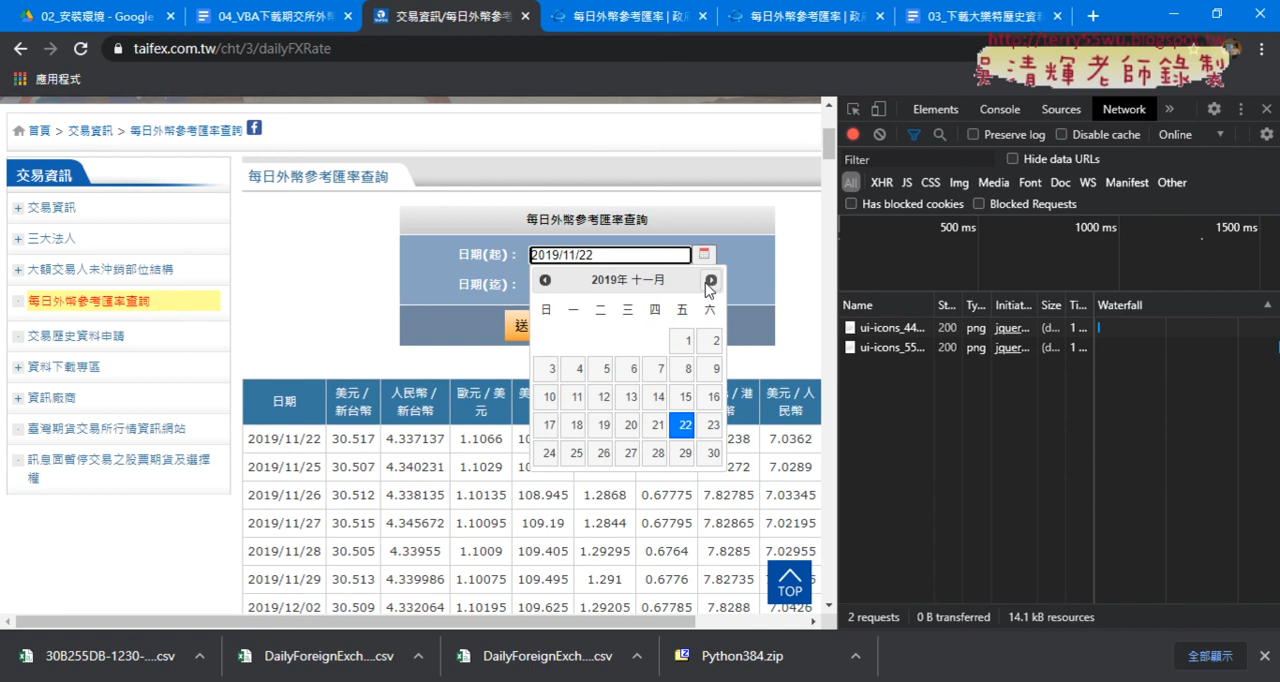 02_安裝環境 - Google
04_VBA下載期交所外
交易資訊/每日外幣參考
每日外幣參考匯率 | 政府
每日外幣參考匯率 | 政府
03_下載大樂特歷史資
taifex.com.tw/cht/3/dailyFXRate
http://terry55wu.blogspot.tw
吳清輝老師錄製
應用程式
首頁 > 交易資訊 > 每日外幣參考匯率查詢
交易資訊
交易資訊
三大法人
大額交易人未沖銷部位結構
每日外幣參考匯率查詢
交易歷史資料申請
資料下載專區
資訊廠商
臺灣期貨交易所行情資訊網站
訊息面暫停交易之股票期貨及選擇
權
每日外幣參考匯率查詢
每日外幣參考匯率查詢
日期(起)：
2019/11/22
日期(迄)：
送
2019年 十一月
日 一 二 三 四 五 六
1 2
3 4 5 6 7 8 9
10 11 12 13 14 15 16
17 18 19 20 21 22 23
24 25 26 27 28 29 30
日期 美元／新台幣 人民幣／新台幣 歐元／美元 美元／人民幣
2019/11/22 30.517 4.337137 1.1066 238 7.0362
2019/11/25 30.507 4.340231 1.1029 272 7.0289
2019/11/26 30.512 4.338135 1.10135 108.945 1.2868 0.67775 7.82785 7.03345
2019/11/27 30.515 4.345672 1.10095 109.19 1.2844 0.67795 7.82865 7.02195
2019/11/28 30.505 4.33955 1.1009 109.405 1.29295 0.6764 7.8285 7.02955
2019/11/29 30.513 4.339986 1.10075 109.495 1.291 0.6776 7.82735
2019/12/02 30.509 4.332064 1.10195 109.625 1.29205 0.67785 7.8288 7.0426
TOP
Elements Console Sources Network »
Preserve log Disable cache Online
Filter Hide data URLs
All XHR JS CSS Img Media Font Doc WS Manifest Other
Has blocked cookies Blocked Requests
500 ms 1000 ms 1500 ms
Name St... Ty... Initiat... Size Ti... Waterfall
ui-icons_44... 200 png jquer... (d... 1 ...
ui-icons_55... 200 png jquer... (d... 1 ...
2 requests 0 B transferred 14.1 kB resources
30B255DB-1230-....csv
DailyForeignExch....csv
DailyForeignExch....csv
Python384.zip
全部顯示